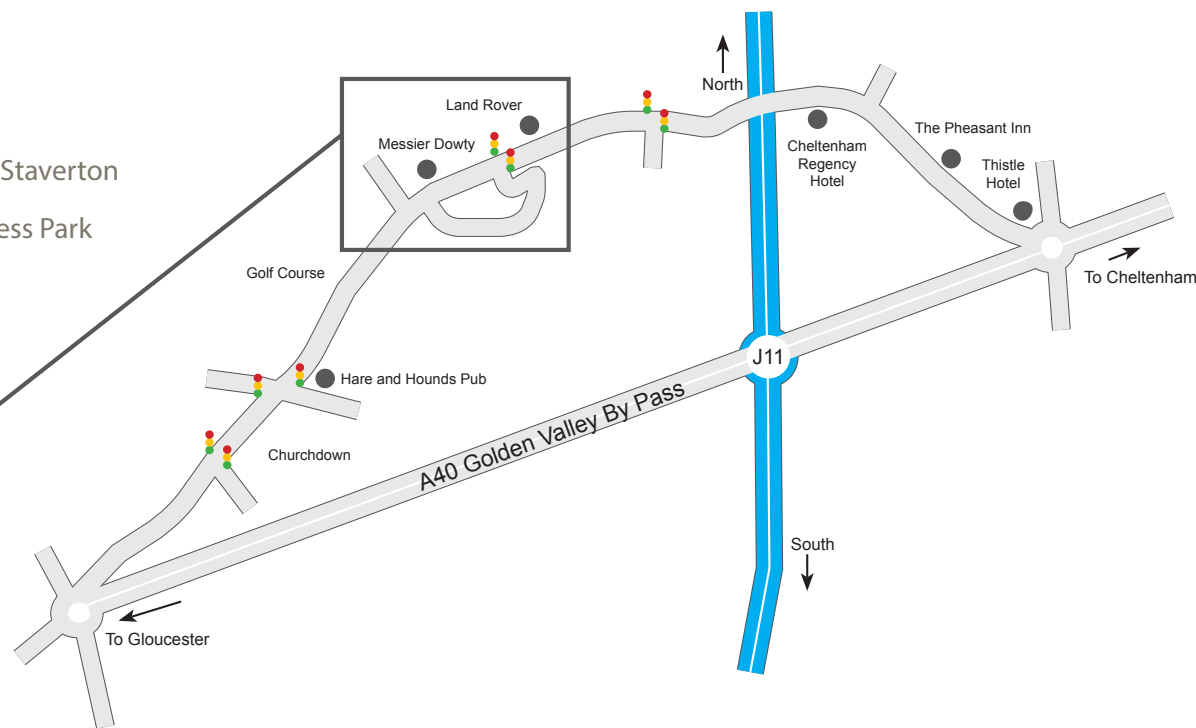 Staverton
Park
North
Land Rover
Messier Dowty
Cheltenham
Regency
Hotel
The Pheasant Inn
Thistle
Hotel
To Cheltenham
Golf Course
J11
Hare and Hounds Pub
A40 Golden Valley By Pass
Churchdown
South
To Gloucester